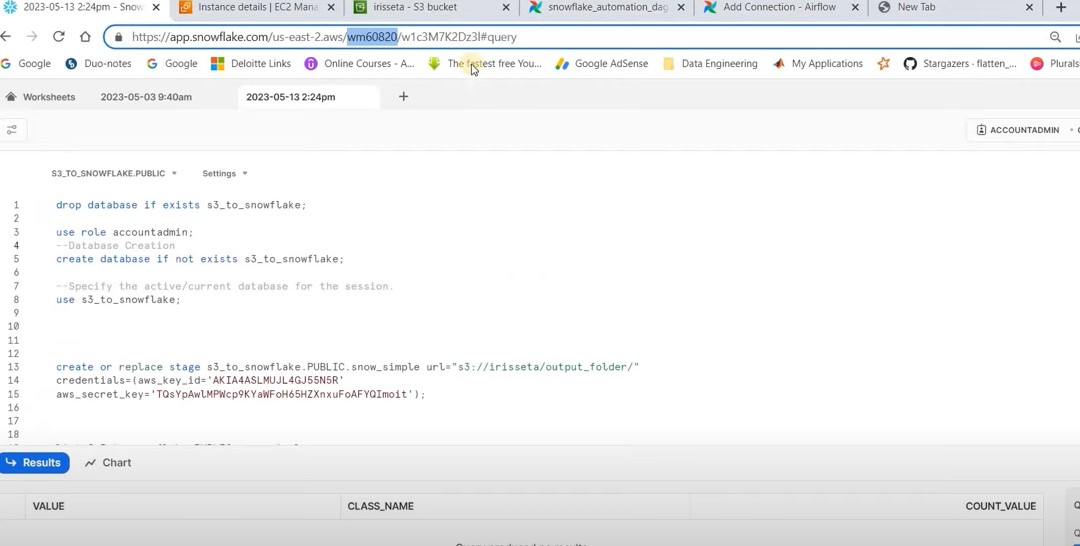 2023-05-13 2:24pm - Snow
Instance details | EC2 Mana
irisseta - S3 bucket
snowflake_automation_dag
Add Connection - Airflow
New Tab
https://app.snowflake.com/us-east-2.aws/wm60820/w1c3M7K2Dz3I#query
Google
Duo-notes
Google
Deloitte Links
Online Courses - A...
The fastest free You...
Google AdSense
Data Engineering
My Applications
Stargazers · flatten_...
Plurals
Worksheets
2023-05-03 9:40am
2023-05-13 2:24pm
ACCOUNTADMIN
S3_TO_SNOWFLAKE.PUBLIC
Settings
1 drop database if exists s3_to_snowflake;
2
3 use role accountadmin;
4 --Database Creation
5 create database if not exists s3_to_snowflake;
6
7 --Specify the active/current database for the session.
8 use s3_to_snowflake;
9
10
11
12
13 create or replace stage s3_to_snowflake.PUBLIC.snow_simple url="s3://irisseta/output_folder/"
14 credentials=(aws_key_id='AKIA4ASLMUJL4GJ55N5R'
15 aws_secret_key='TQsYpAwlMPWcp9KYaWFoH65HZXnxuFoAFYQImoit');
16
17
18
Results
Chart
VALUE
CLASS_NAME
COUNT_VALUE